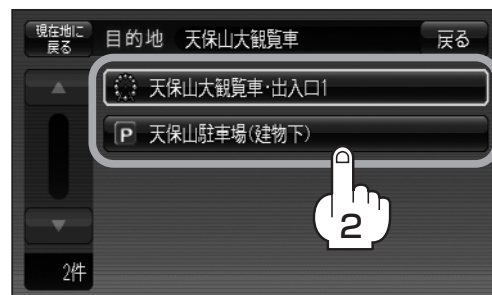 現在地に
戻る
目的地 天保山大観覧車
戻る
天保山大観覧車・出入口1
P 天保山駐車場(建物下)
2
2件